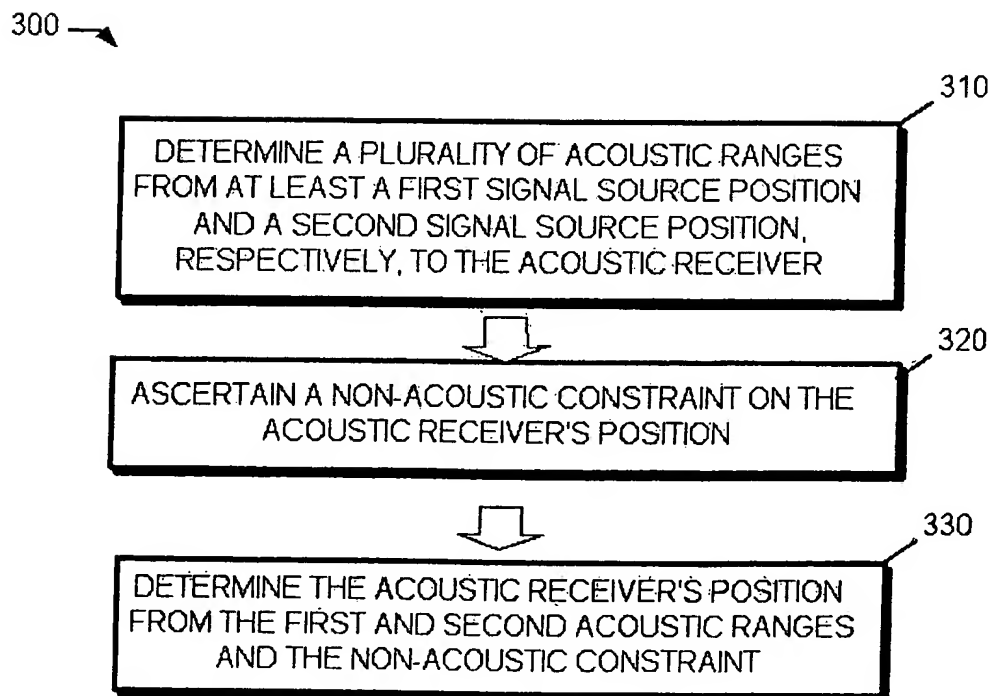 300
310
DETERMINE A PLURALITY OF ACOUSTIC RANGES
FROM AT LEAST A FIRST SIGNAL SOURCE POSITION
AND A SECOND SIGNAL SOURCE POSITION,
RESPECTIVELY, TO THE ACOUSTIC RECEIVER
320
ASCERTAIN A NON-ACOUSTIC CONSTRAINT ON THE
ACOUSTIC RECEIVER'S POSITION
330
DETERMINE THE ACOUSTIC RECEIVER'S POSITION
FROM THE FIRST AND SECOND ACOUSTIC RANGES
AND THE NON-ACOUSTIC CONSTRAINT